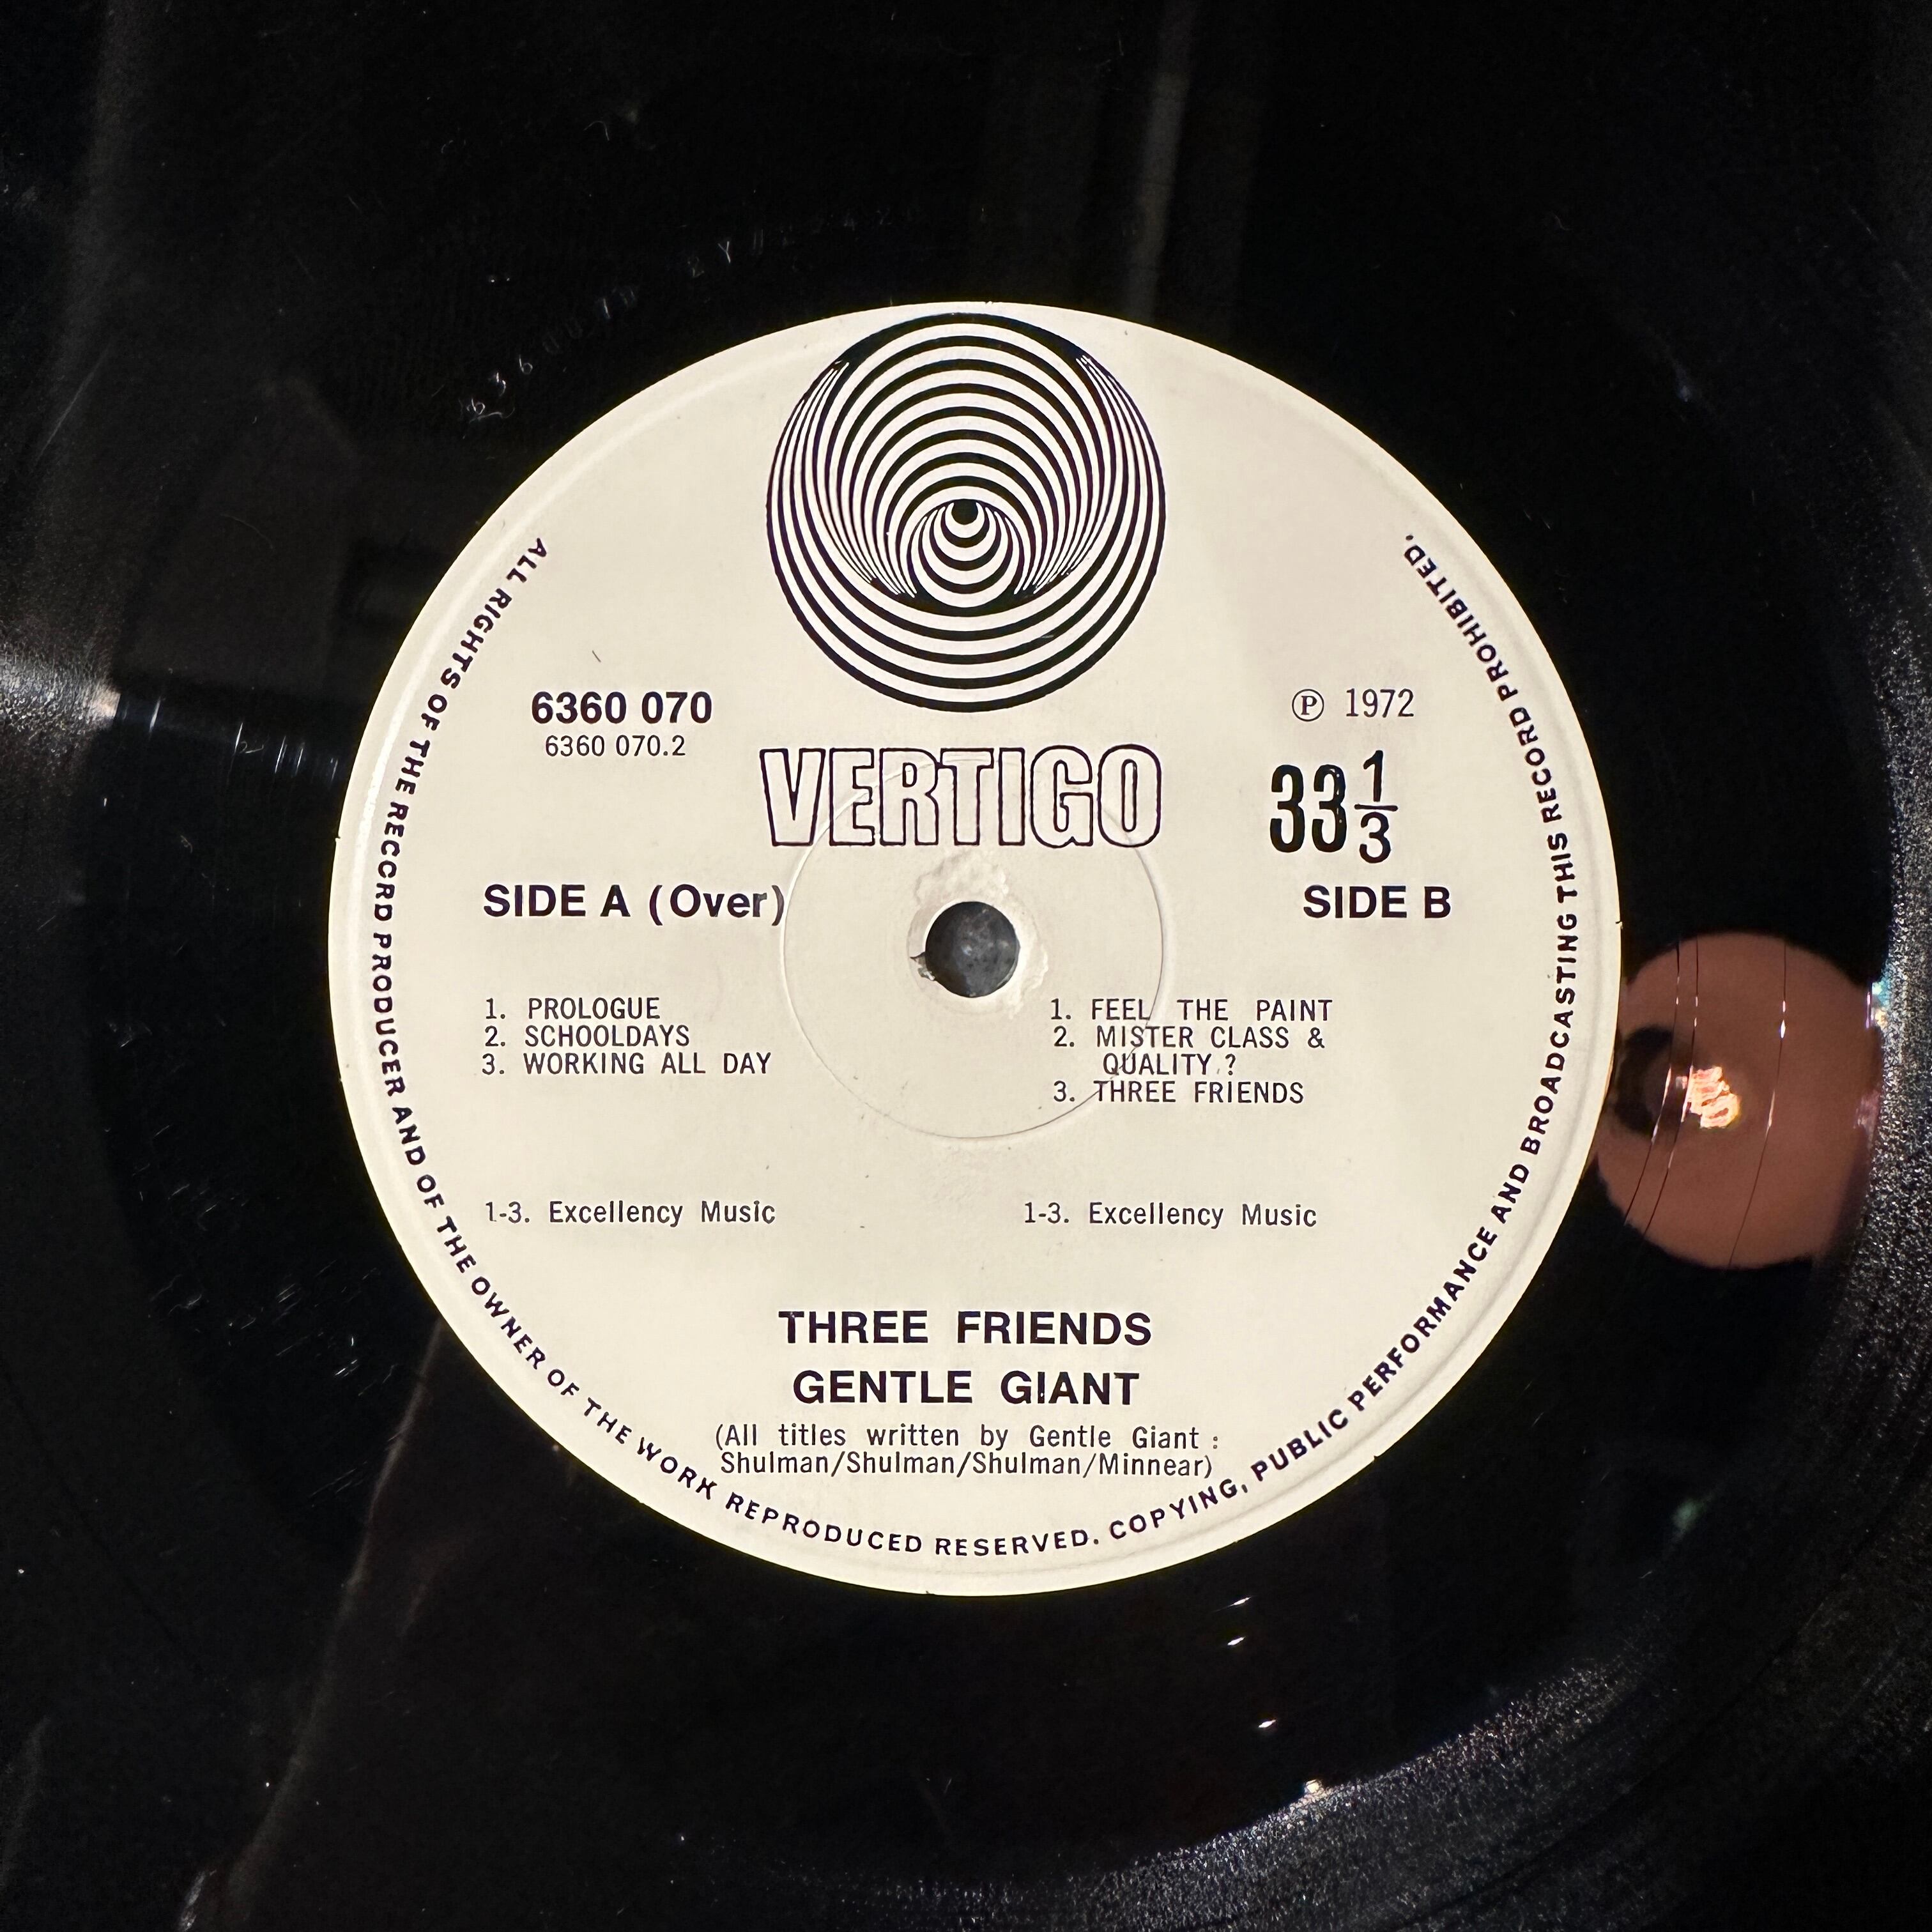 VERTIGO
6360 070
6360 070.2
℗ 1972
33 1/3
SIDE A (Over)
SIDE B
1. PROLOGUE
2. SCHOOLDAYS
3. WORKING ALL DAY
1. FEEL THE PAINT
2. MISTER CLASS &
QUALITY ?
3. THREE FRIENDS
1-3. Excellency Music
1-3. Excellency Music
THREE FRIENDS
GENTLE GIANT
(All titles written by Gentle Giant :
Shulman/Shulman/Shulman/Minnear)
ALL RIGHTS OF THE RECORD PRODUCER AND OF THE OWNER OF THE WORK REPRODUCED RESERVED. COPYING, PUBLIC PERFORMANCE AND BROADCASTING THIS RECORD PROHIBITED.